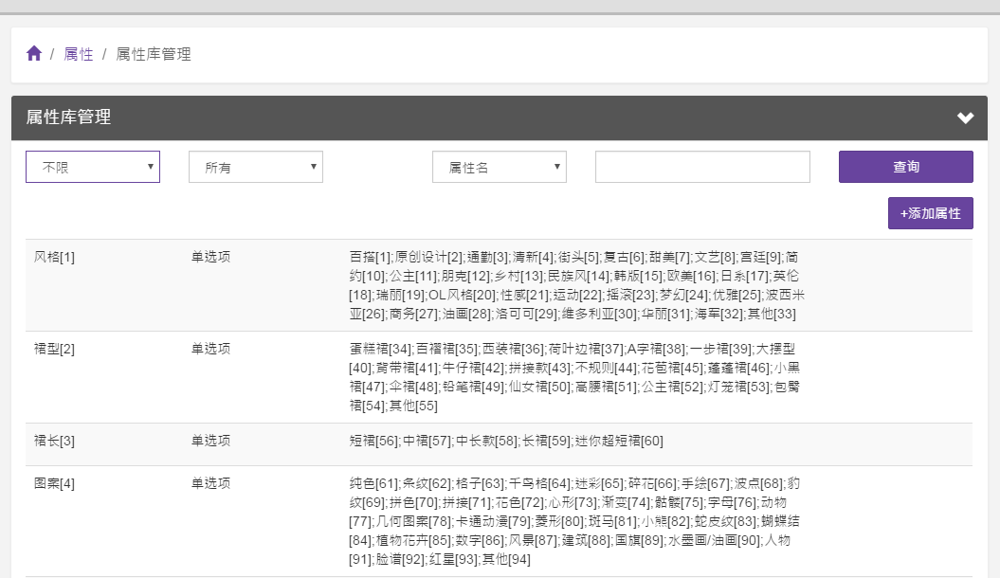 / 属性 / 属性库管理
属性库管理
不限 所有 属性名 查询
+添加属性
风格[1] 单选项 百搭[1];原创设计[2];通勤[3];清新[4];街头[5];复古[6];甜美[7];文艺[8];宫廷[9];简
约[10];公主[11];朋克[12];乡村[13];民族风[14];韩版[15];欧美[16];日系[17];英伦
[18];瑞丽[19];OL风格[20];性感[21];运动[22];摇滚[23];梦幻[24];优雅[25];波西米
亚[26];商务[27];油画[28];洛可可[29];维多利亚[30];华丽[31];海军[32];其他[33]
裙型[2] 单选项 蛋糕裙[34];百褶裙[35];西装裙[36];荷叶边裙[37];A字裙[38];一步裙[39];大摆型
[40];背带裙[41];牛仔裙[42];拼接款[43];不规则[44];花苞裙[45];蓬蓬裙[46];小黑
裙[47];伞裙[48];铅笔裙[49];仙女裙[50];高腰裙[51];公主裙[52];灯笼裙[53];包臀
裙[54];其他[55]
裙长[3] 单选项 短裙[56];中裙[57];中长款[58];长裙[59];迷你超短裙[60]
图案[4] 单选项 纯色[61];条纹[62];格子[63];千鸟格[64];迷彩[65];碎花[66];手绘[67];波点[68];豹
纹[69];拼色[70];拼接[71];花色[72];心形[73];渐变[74];骷髅[75];字母[76];动物
[77];几何图案[78];卡通动漫[79];菱形[80];斑马[81];小熊[82];蛇皮纹[83];蝴蝶结
[84];植物花卉[85];数字[86];风景[87];建筑[88];国旗[89];水墨画/油画[90];人物
[91];脸谱[92];红星[93];其他[94]